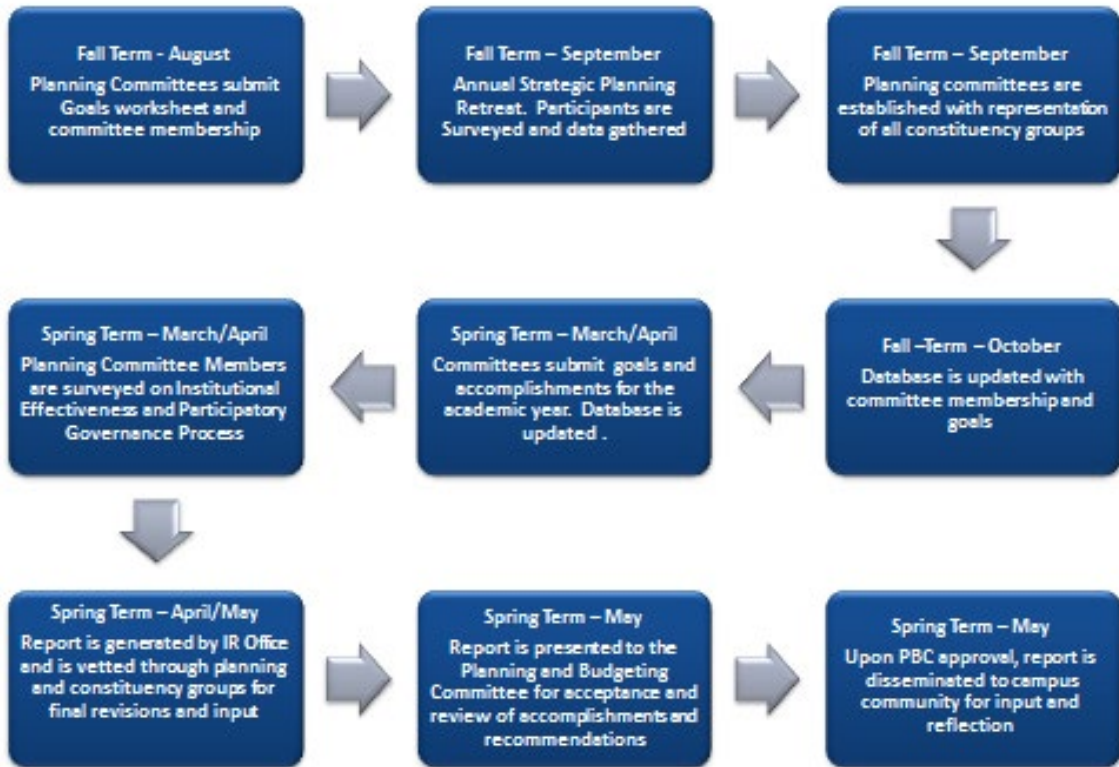 Fall Term - August
Planning Committees submit
Goals worksheet and
committee membership
Fall Term – September
Annual Strategic Planning
Retreat. Participants are
Surveyed and data gathered
Fall Term – September
Planning committees are
established with representation
of all constituency groups
Fall –Term – October
Database is updated with
committee membership and
goals
Spring Term – March/April
Committees submit goals and
accomplishments for the
academic year. Database is
updated .
Spring Term – March/April
Planning Committee Members
are surveyed on Institutional
Effectiveness and Participatory
Governance Process
Spring Term – April/May
Report is generated by IR Office
and is vetted through planning
and constituency groups for
final revisions and input
Spring Term – May
Report is presented to the
Planning and Budgeting
Committee for acceptance and
review of accomplishments and
recommendations
Spring Term – May
Upon PBC approval, report is
disseminated to campus
community for input and
reflection